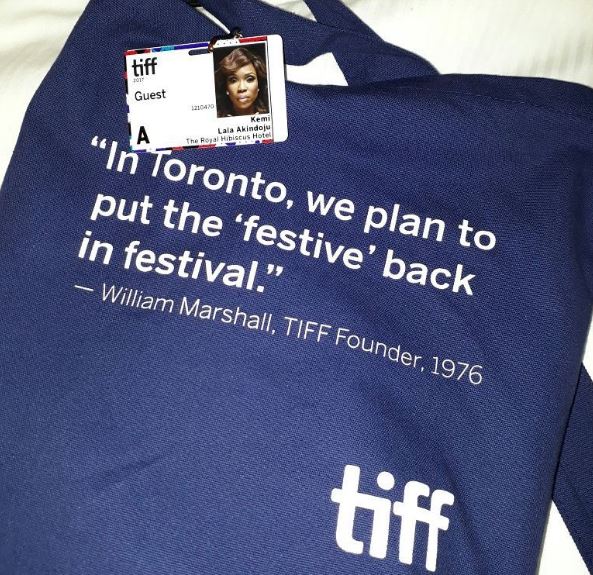 tiff
2017
Guest
1210470
Kemi
Lala Akindoju
A
The Royal Hibiscus Hotel
“In Toronto, we plan to
put the ‘festive’ back
in festival.”
— William Marshall, TIFF Founder, 1976
tiff